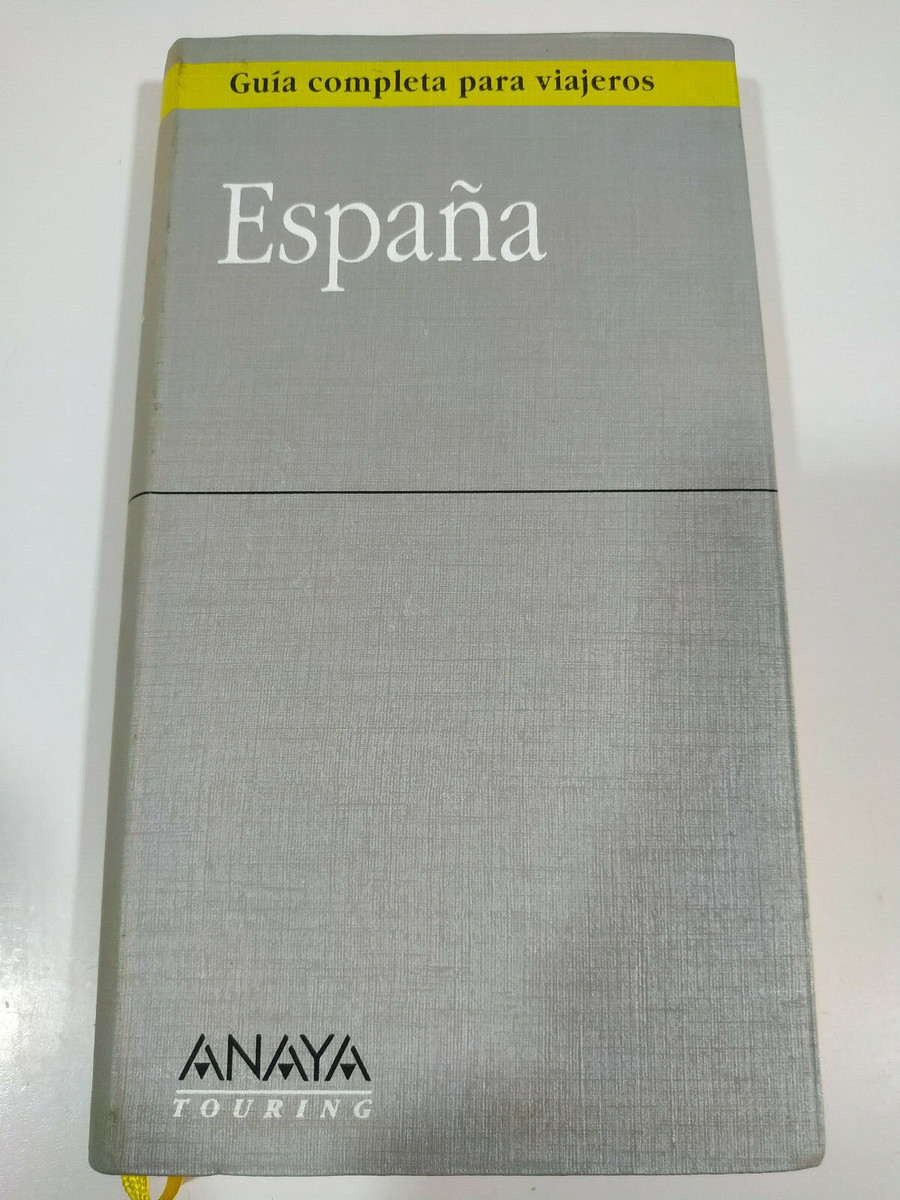 Guía completa para viajeros
España
ANAYA
TOURING